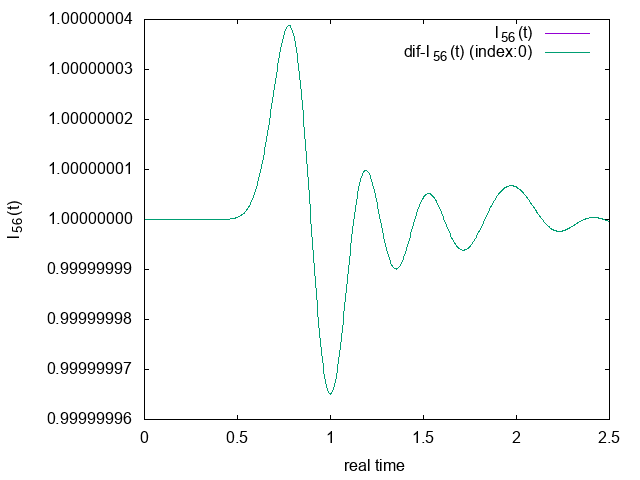 1.00000004
1.00000003
1.00000002
1.00000001
1.00000000
0.99999999
0.99999998
0.99999997
0.99999996
I56(t)
I56(t)
dif-I56(t) (index:0)
0 0.5 1 1.5 2 2.5
real time